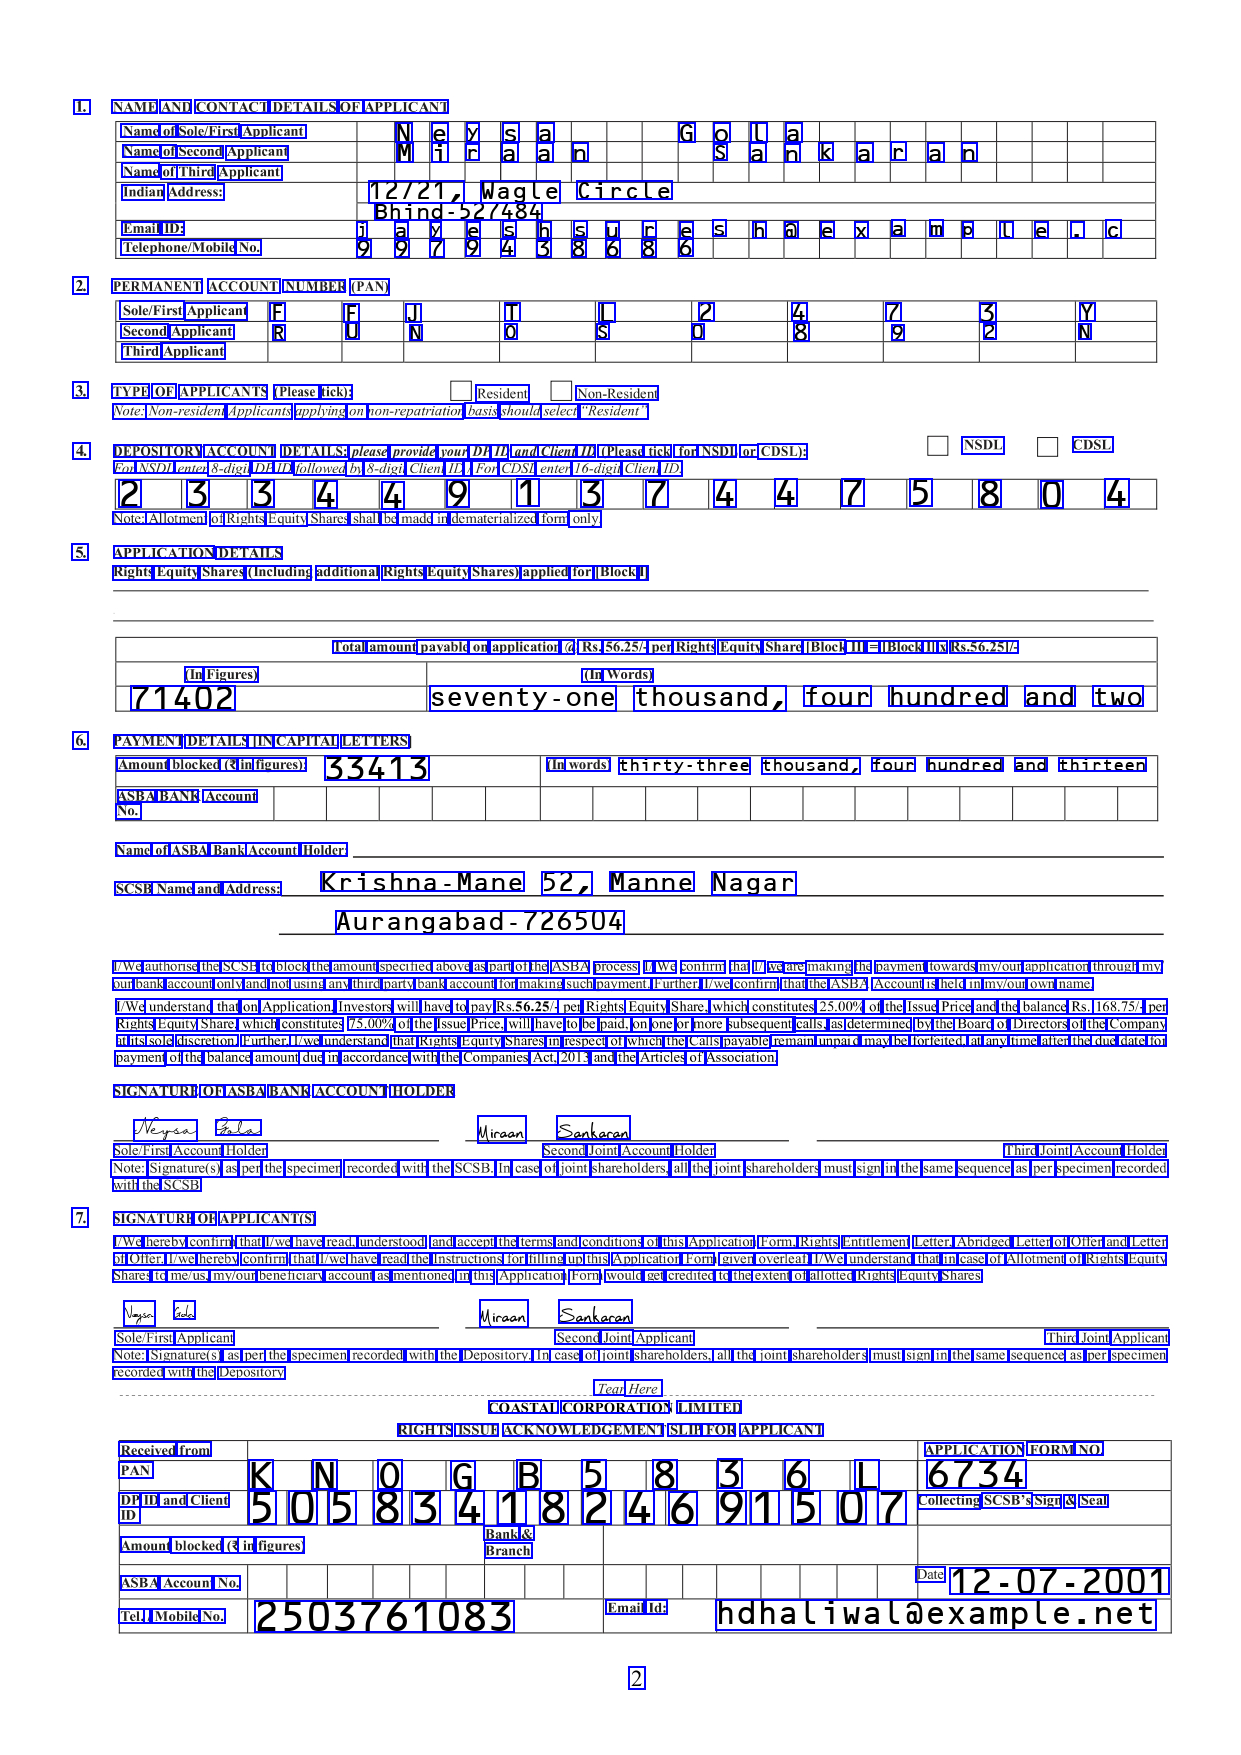 1. NAME AND CONTACT DETAILS OF APPLICANT
Name of Sole/First Applicant N e y s a G o l a
Name of Second Applicant M i r a a n S a n k a r a n
Name of Third Applicant
Indian Address: 12/21, Wagle Circle
Bhind-527484
Email ID: j a y e s h s u r e s h @ e x a m p l e . c
Telephone/Mobile No. 9 9 7 9 4 3 8 6 8 6
2. PERMANENT ACCOUNT NUMBER (PAN)
Sole/First Applicant F F J T L 2 4 7 3 Y
Second Applicant R U N O S 0 8 9 2 N
Third Applicant
3. TYPE OF APPLICANTS (Please tick): Resident Non-Resident
Note: Non-resident Applicants applying on non-repatriation basis should select "Resident"
4. DEPOSITORY ACCOUNT DETAILS: please provide your DP ID and Client ID (Please tick for NSDL or CDSL): NSDL CDSL
For NSDL enter 8-digit DP ID followed by 8-digit Client ID / For CDSL enter 16-digit Client ID.
2 3 3 4 4 9 1 3 7 4 4 7 5 8 0 4
Note: Allotment of Rights Equity Shares shall be made in dematerialized form only.
5. APPLICATION DETAILS
Rights Equity Shares (Including additional Rights Equity Shares) applied for [Block I]
Total amount payable on application @ Rs. 56.25/- per Rights Equity Share [Block II] = [Block I] x Rs.56.25]/-
(In Figures) (In Words)
71402 seventy-one thousand, four hundred and two
6. PAYMENT DETAILS [IN CAPITAL LETTERS]
Amount blocked (₹ in figures): 33413 (In words) thirty-three thousand, four hundred and thirteen
ASBA BANK Account
No.
Name of ASBA Bank Account Holder:
SCSB Name and Address: Krishna-Mane 52, Manne Nagar
Aurangabad-726504
I/We authorise the SCSB to block the amount specified above as part of the ASBA process. I/ We confirm that I/ we are making the payment towards my/our application through my/
our bank account only and not using any third party bank account for making such payment. Further, I/we confirm that the ASBA Account is held in my/our own name.
I/We understand that on Application, Investors will have to pay Rs.56.25/- per Rights Equity Share, which constitutes 25.00% of the Issue Price and the balance Rs. 168.75/- per
Rights Equity Share, which constitutes 75.00% of the Issue Price, will have to be paid, on one or more subsequent calls, as determined by the Board of Directors of the Company
at its sole discretion. Further, I/we understand that Rights Equity Shares in respect of which the Calls payable remain unpaid may be forfeited, at any time after the due date for
payment of the balance amount due in accordance with the Companies Act, 2013 and the Articles of Association.
SIGNATURE OF ASBA BANK ACCOUNT HOLDER
Neysa Gola Miraan Sankaran
Sole/First Account Holder Second Joint Account Holder Third Joint Account Holder
Note: Signature(s) as per the specimen recorded with the SCSB. In case of joint shareholders, all the joint shareholders must sign in the same sequence as per specimen recorded
with the SCSB
7. SIGNATURE OF APPLICANT(S)
I/We hereby confirm that I/we have read, understood and accept the terms and conditions of this Application Form, Rights Entitlement Letter, Abridged Letter of Offer and Letter
of Offer. I/we hereby confirm that I/we have read the Instructions for filling up this Application Form given overleaf. I/We understand that in case of Allotment of Rights Equity
Shares to me/us, my/our beneficiary account as mentioned in this Application Form would get credited to the extent of allotted Rights Equity Shares
Neysa Gola Miraan Sankaran
Sole/First Applicant Second Joint Applicant Third Joint Applicant
Note: Signature(s) as per the specimen recorded with the Depository. In case of joint shareholders, all the joint shareholders must sign in the same sequence as per specimen
recorded with the Depository
Tear Here
COASTAL CORPORATION LIMITED
RIGHTS ISSUE ACKNOWLEDGEMENT SLIP FOR APPLICANT
Received from APPLICATION FORM NO.
PAN K N O G B 5 8 3 6 L 6734
DP ID and Client
ID 5 0 5 8 3 4 1 8 2 4 6 9 1 5 0 7 Collecting SCSB's Sign & Seal
Amount blocked (₹ in figures) Bank &
Branch
ASBA Account No. Date 12-07-2001
Tel./ Mobile No. 2503761083 Email Id: hdhaliwal@example.net
2